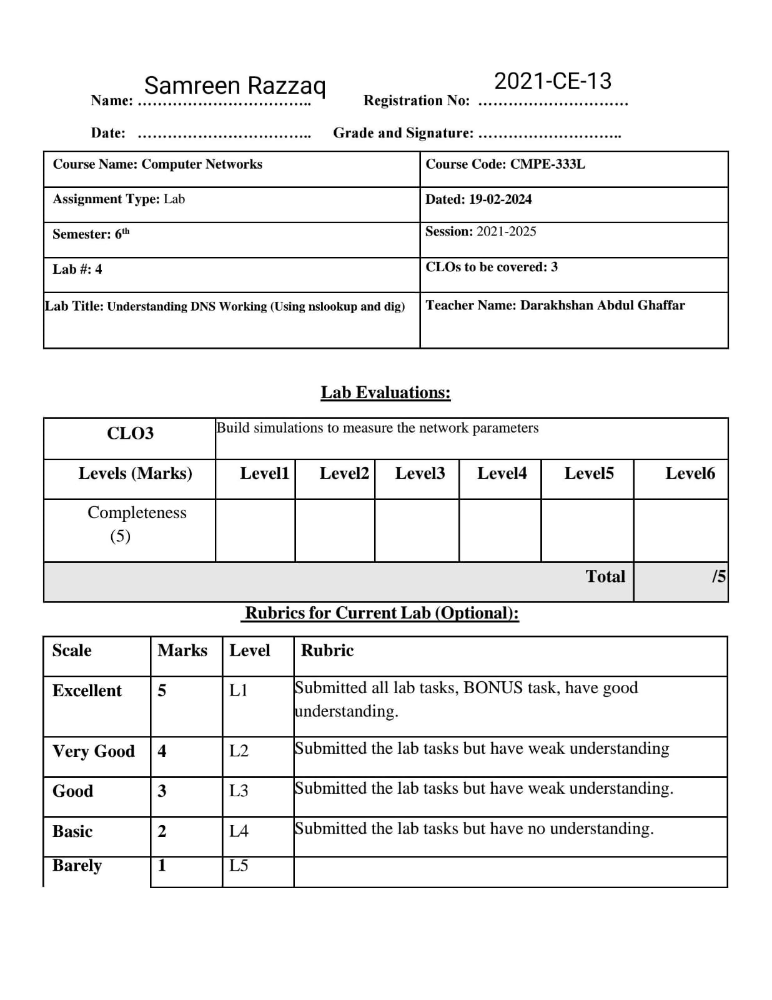 Samreen Razzaq 2021-CE-13
Name: ……………………………….. Registration No: …………………………
Date: …………………………….. Grade and Signature: ………………………..
Course Name: Computer Networks Course Code: CMPE-333L
Assignment Type: Lab Dated: 19-02-2024
Semester: 6th Session: 2021-2025
Lab #: 4 CLOs to be covered: 3
Lab Title: Understanding DNS Working (Using nslookup and dig) Teacher Name: Darakhshan Abdul Ghaffar
Lab Evaluations:
CLO3 Build simulations to measure the network parameters
Levels (Marks) Level1 Level2 Level3 Level4 Level5 Level6
Completeness
(5)
Total /5
Rubrics for Current Lab (Optional):
Scale Marks Level Rubric
Excellent 5 L1 Submitted all lab tasks, BONUS task, have good
understanding.
Very Good 4 L2 Submitted the lab tasks but have weak understanding
Good 3 L3 Submitted the lab tasks but have weak understanding.
Basic 2 L4 Submitted the lab tasks but have no understanding.
Barely 1 L5